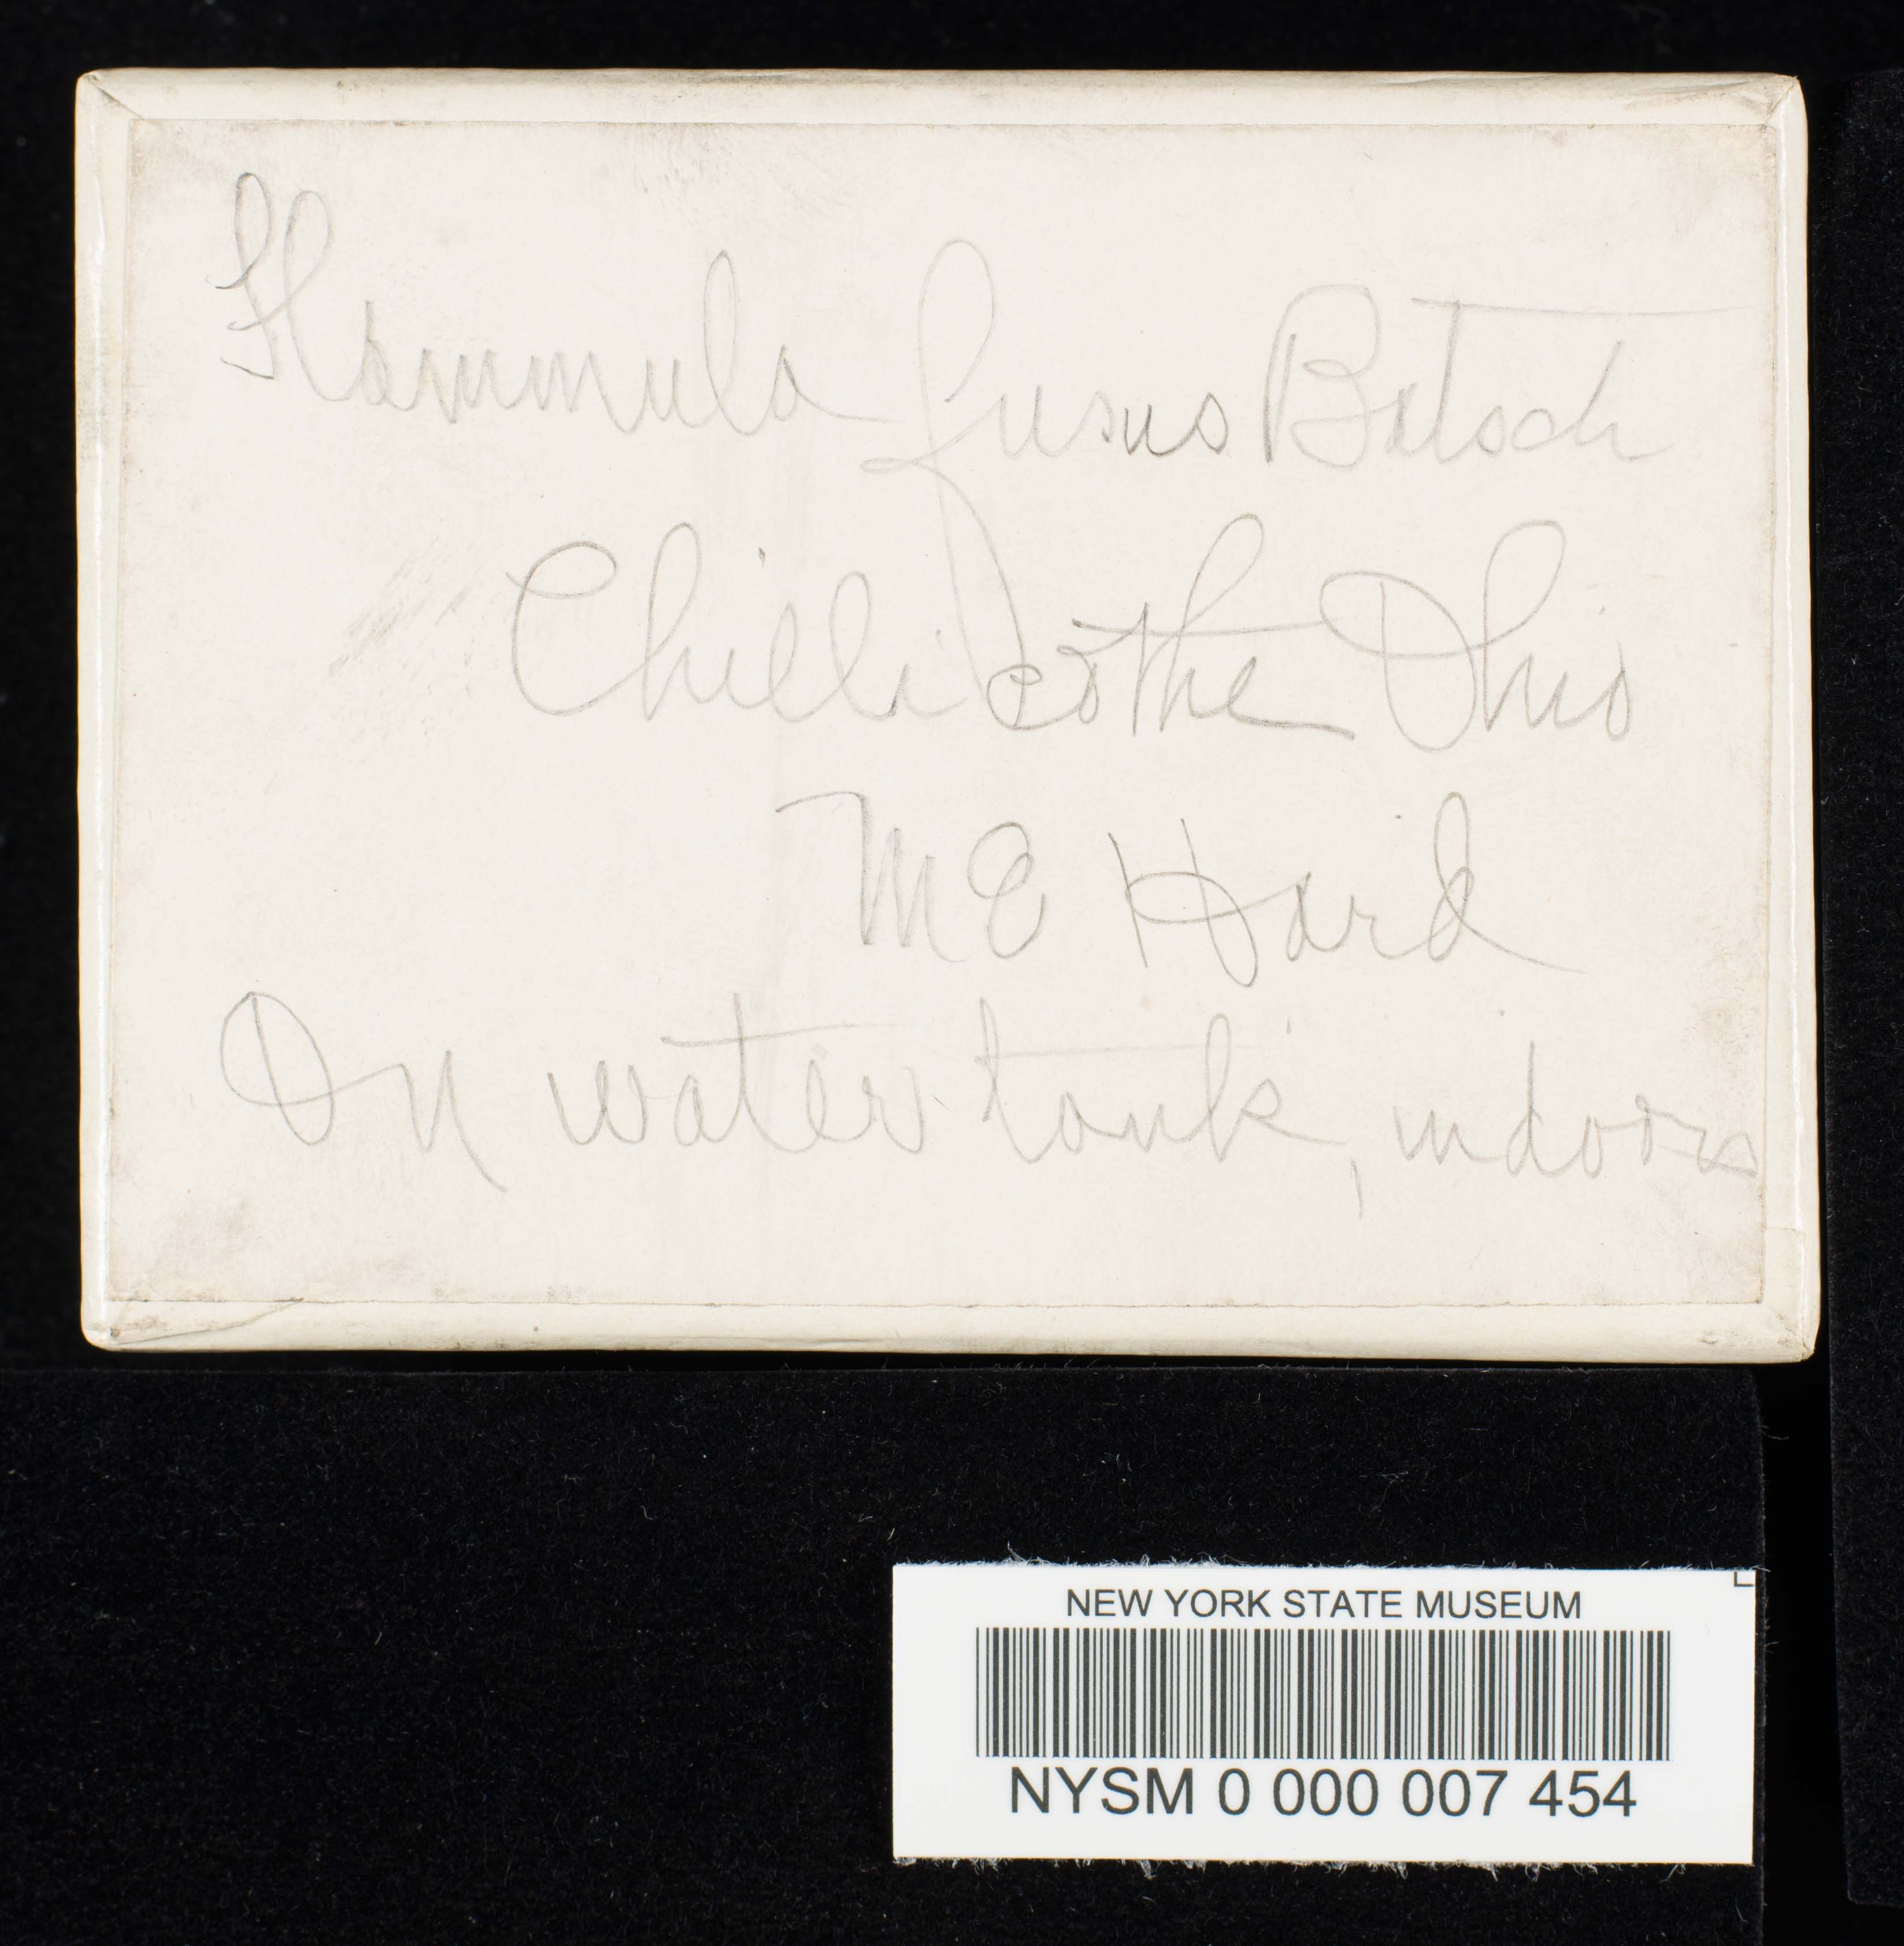 Flammula fusus Batsch
Chillicothe Ohio
M E Hard
On water tank, indoors
NEW YORK STATE MUSEUM
NYSM 0 000 007 454